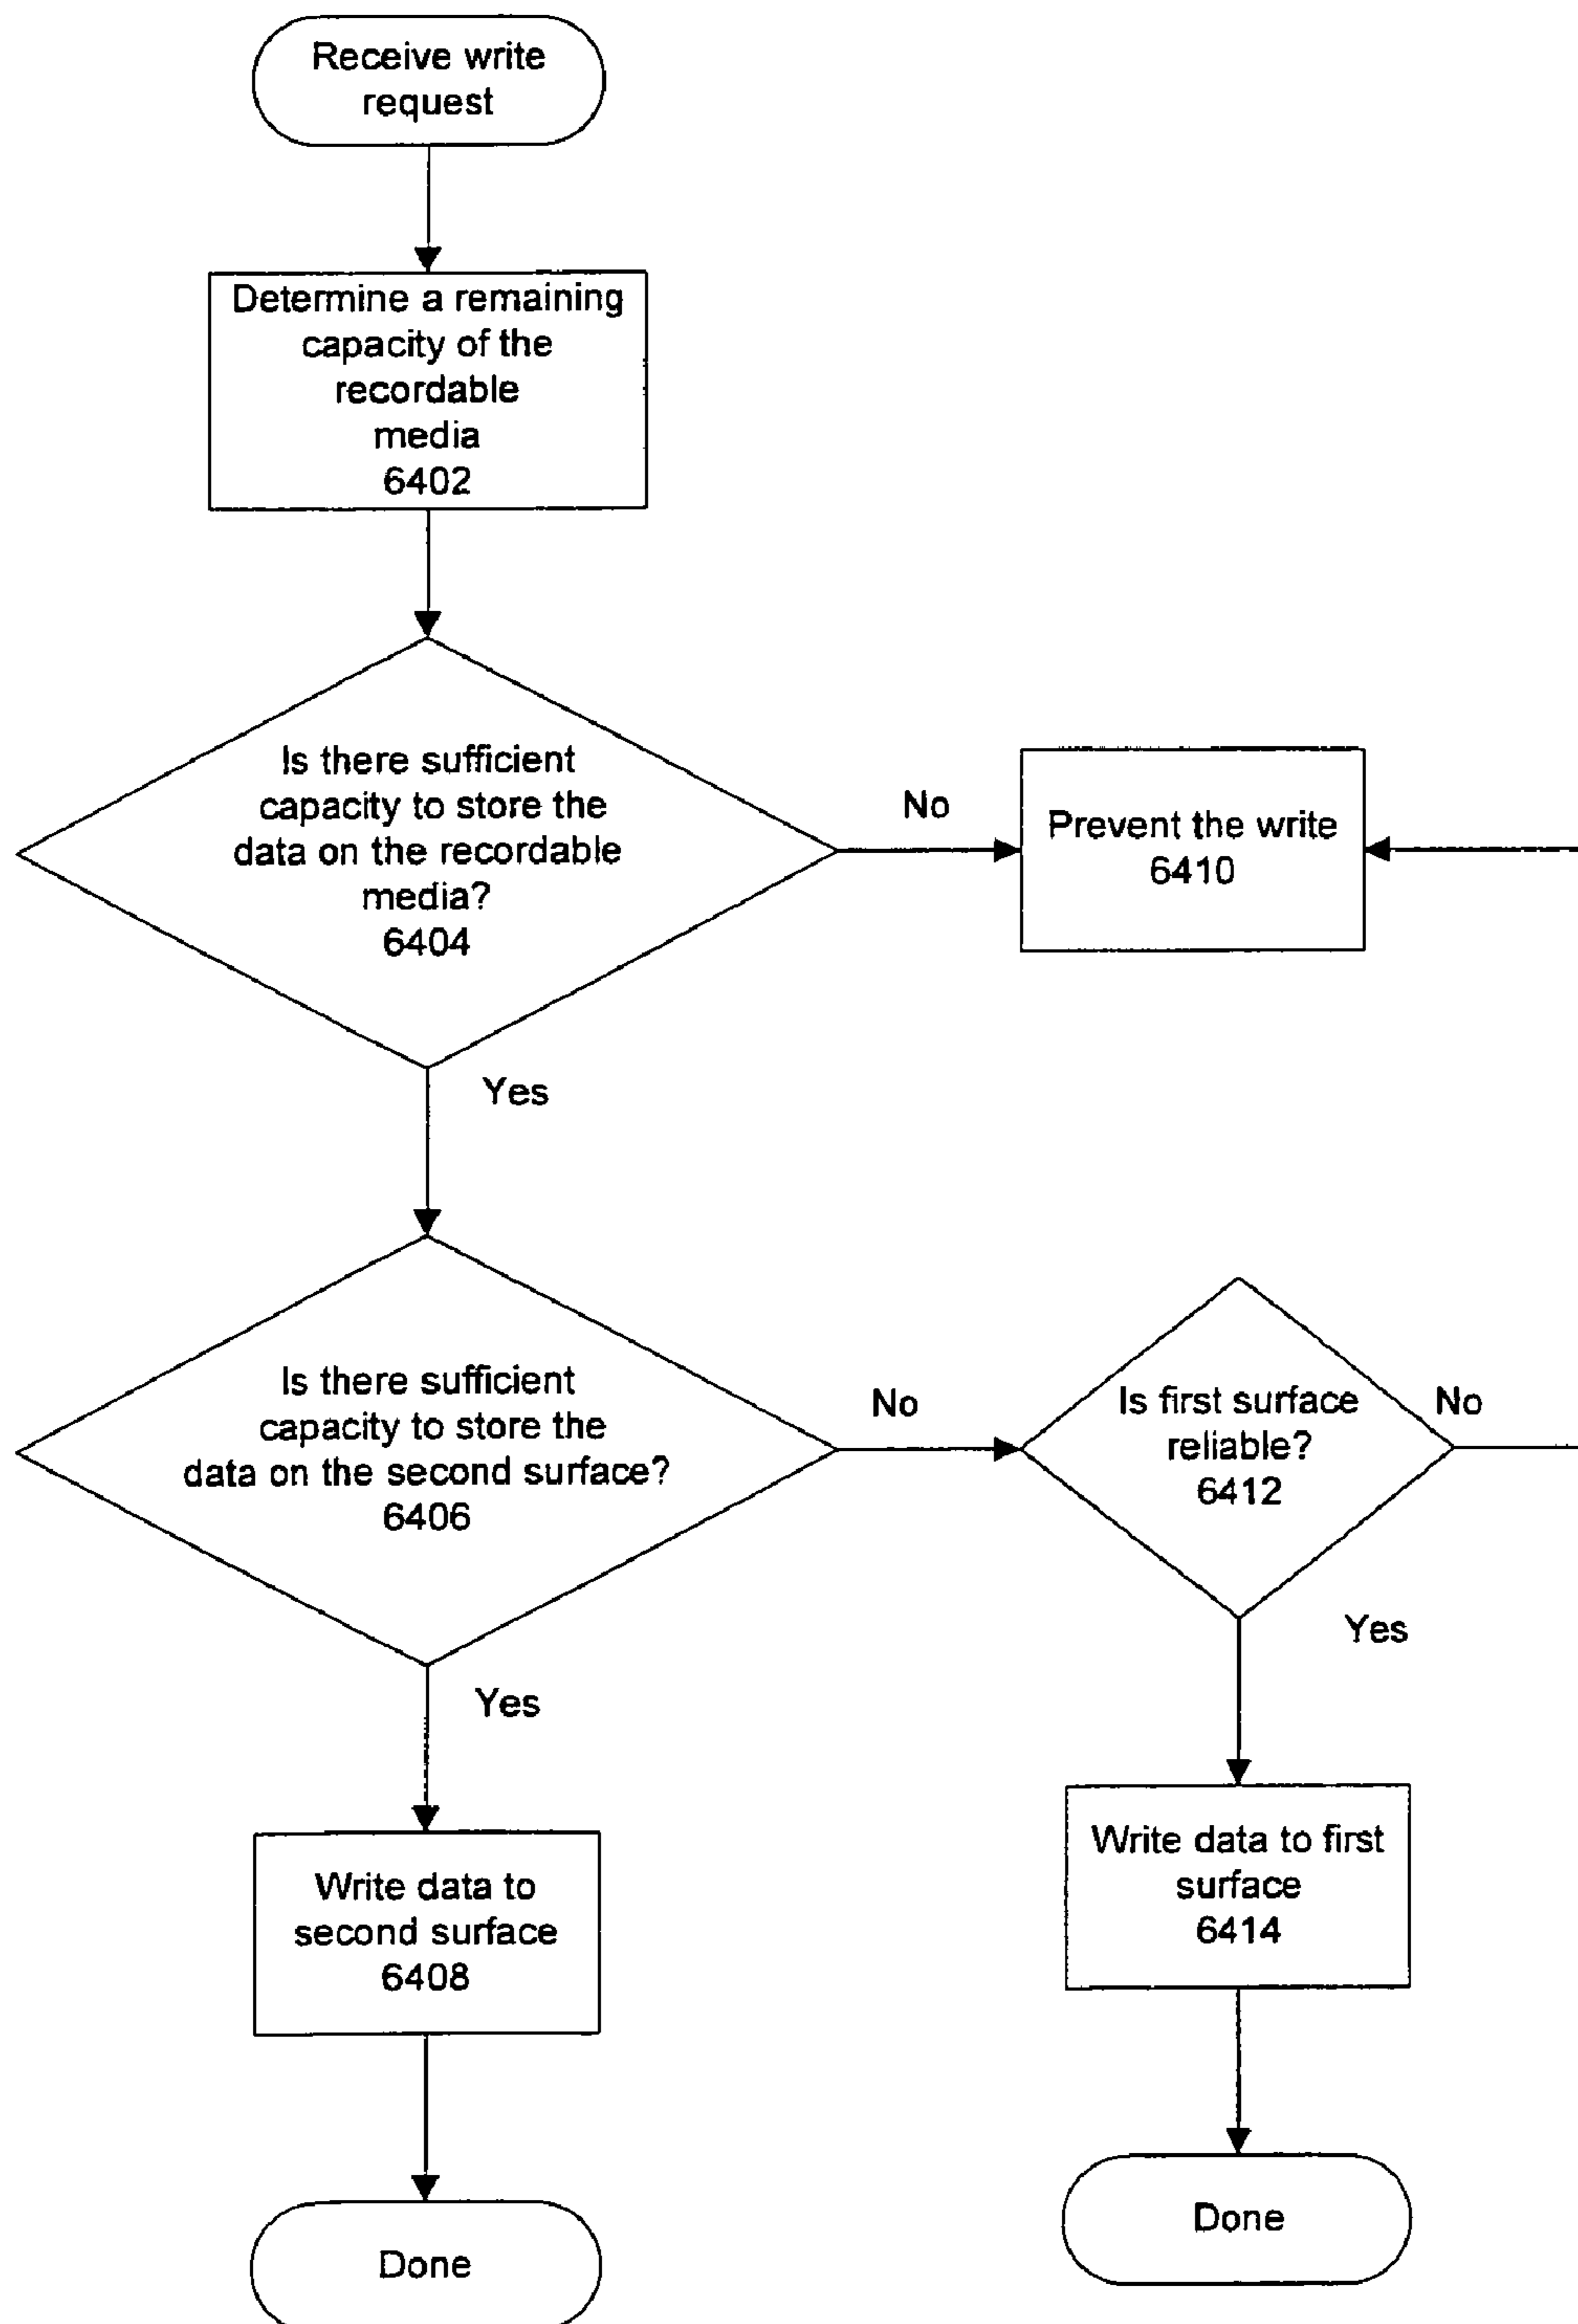 Receive write
request
Determine a remaining
capacity of the
recordable
media
6402
Is there sufficient
capacity to store the
data on the recordable
media?
6404
No
Prevent the write
6410
Yes
Is there sufficient
capacity to store the
data on the second surface?
6406
No
Is first surface
reliable?
6412
No
Yes
Yes
Write data to
second surface
6408
Write data to first
surface
6414
Done
Done